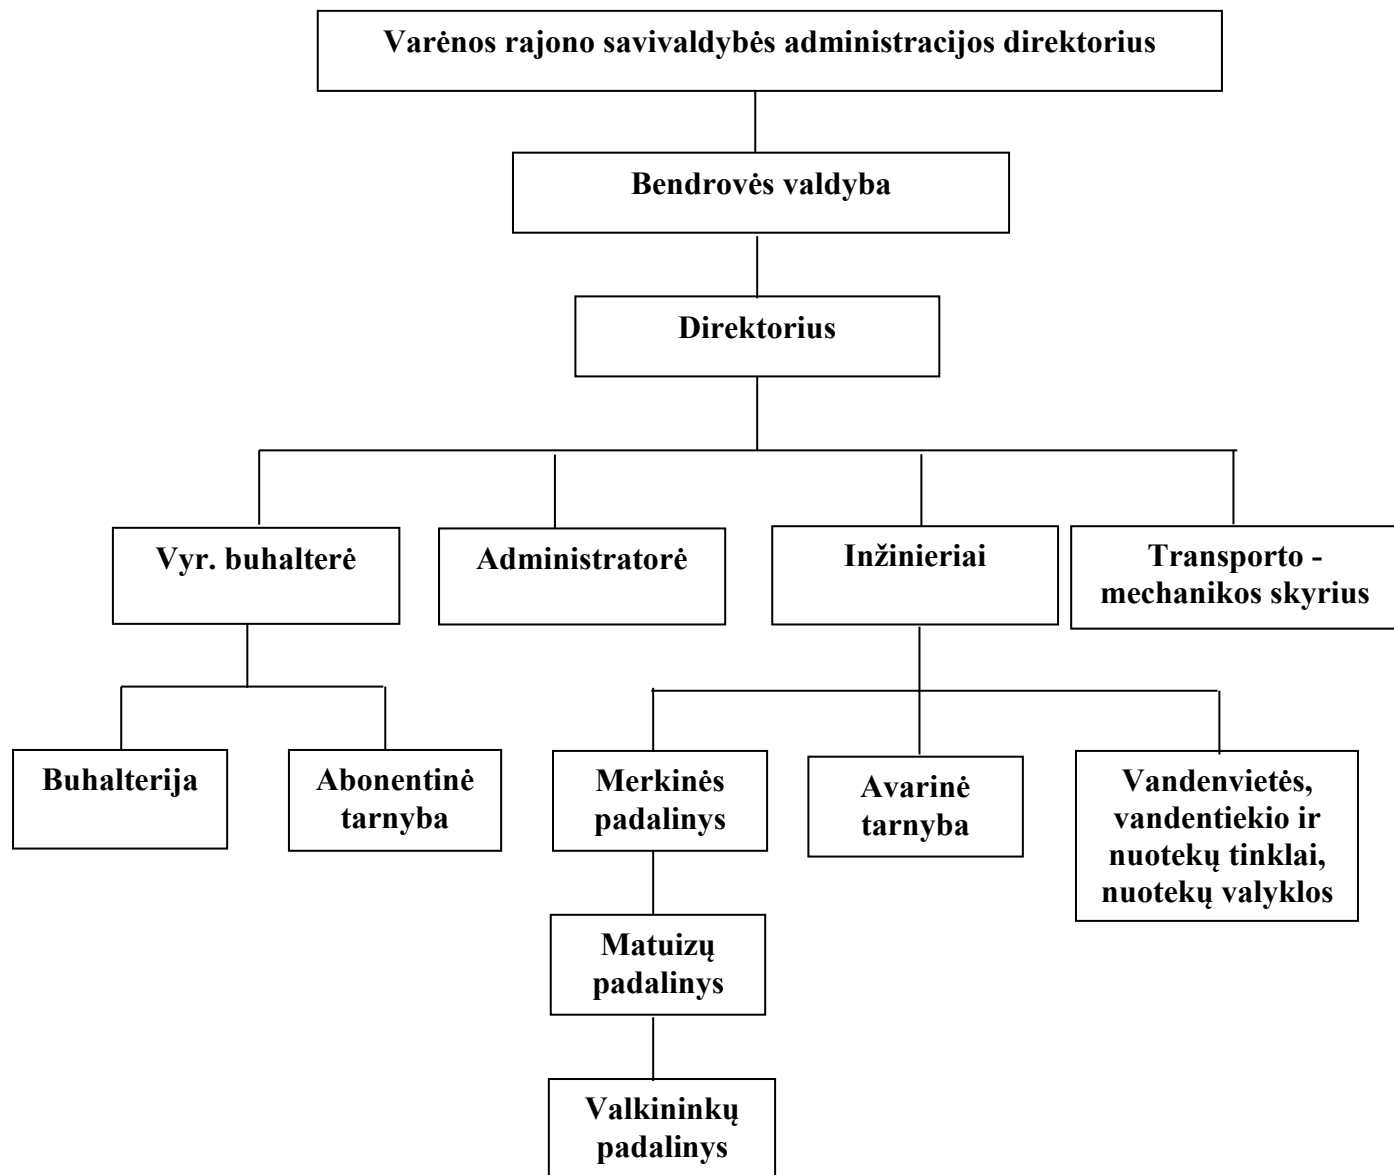 Varėnos rajono savivaldybės administracijos direktorius
Bendrovės valdyba
Direktorius
Vyr. buhalterė
Administratorė
Inžinieriai
Transporto -
mechanikos skyrius
Buhalterija
Abonentinė
tarnyba
Merkinės
padalinys
Avarinė
tarnyba
Vandenvietės,
vandentiekio ir
nuotekų tinklai,
nuotekų valyklos
Matuizų
padalinys
Valkininkų
padalinys